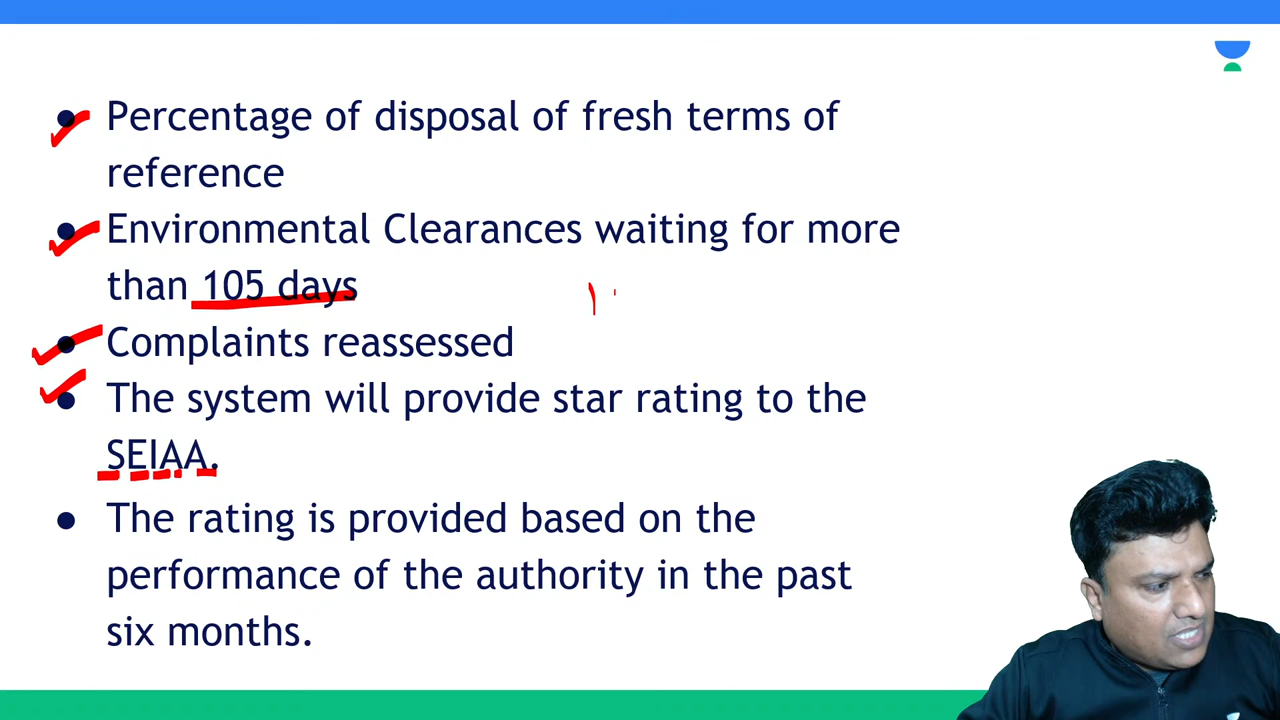 ● Percentage of disposal of fresh terms of
reference
● Environmental Clearances waiting for more
than 105 days
● Complaints reassessed
● The system will provide star rating to the
SEIAA.
● The rating is provided based on the
performance of the authority in the past
six months.